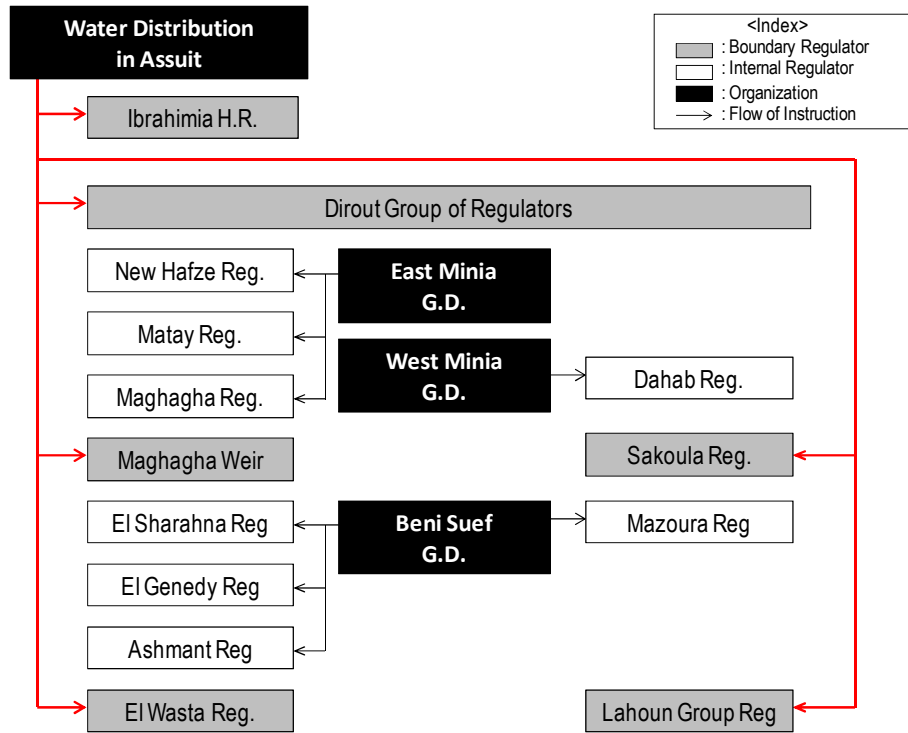 Water Distribution
in Assuit
<Index>
: Boundary Regulator
: Internal Regulator
: Organization
: Flow of Instruction
Ibrahimia H.R.
Dirout Group of Regulators
New Hafze Reg.
East Minia
G.D.
Matay Reg.
West Minia
G.D.
Dahab Reg.
Maghagha Reg.
Maghagha Weir
Sakoula Reg.
El Sharahna Reg
Beni Suef
G.D.
Mazoura Reg
El Genedy Reg
Ashmant Reg
El Wasta Reg.
Lahoun Group Reg